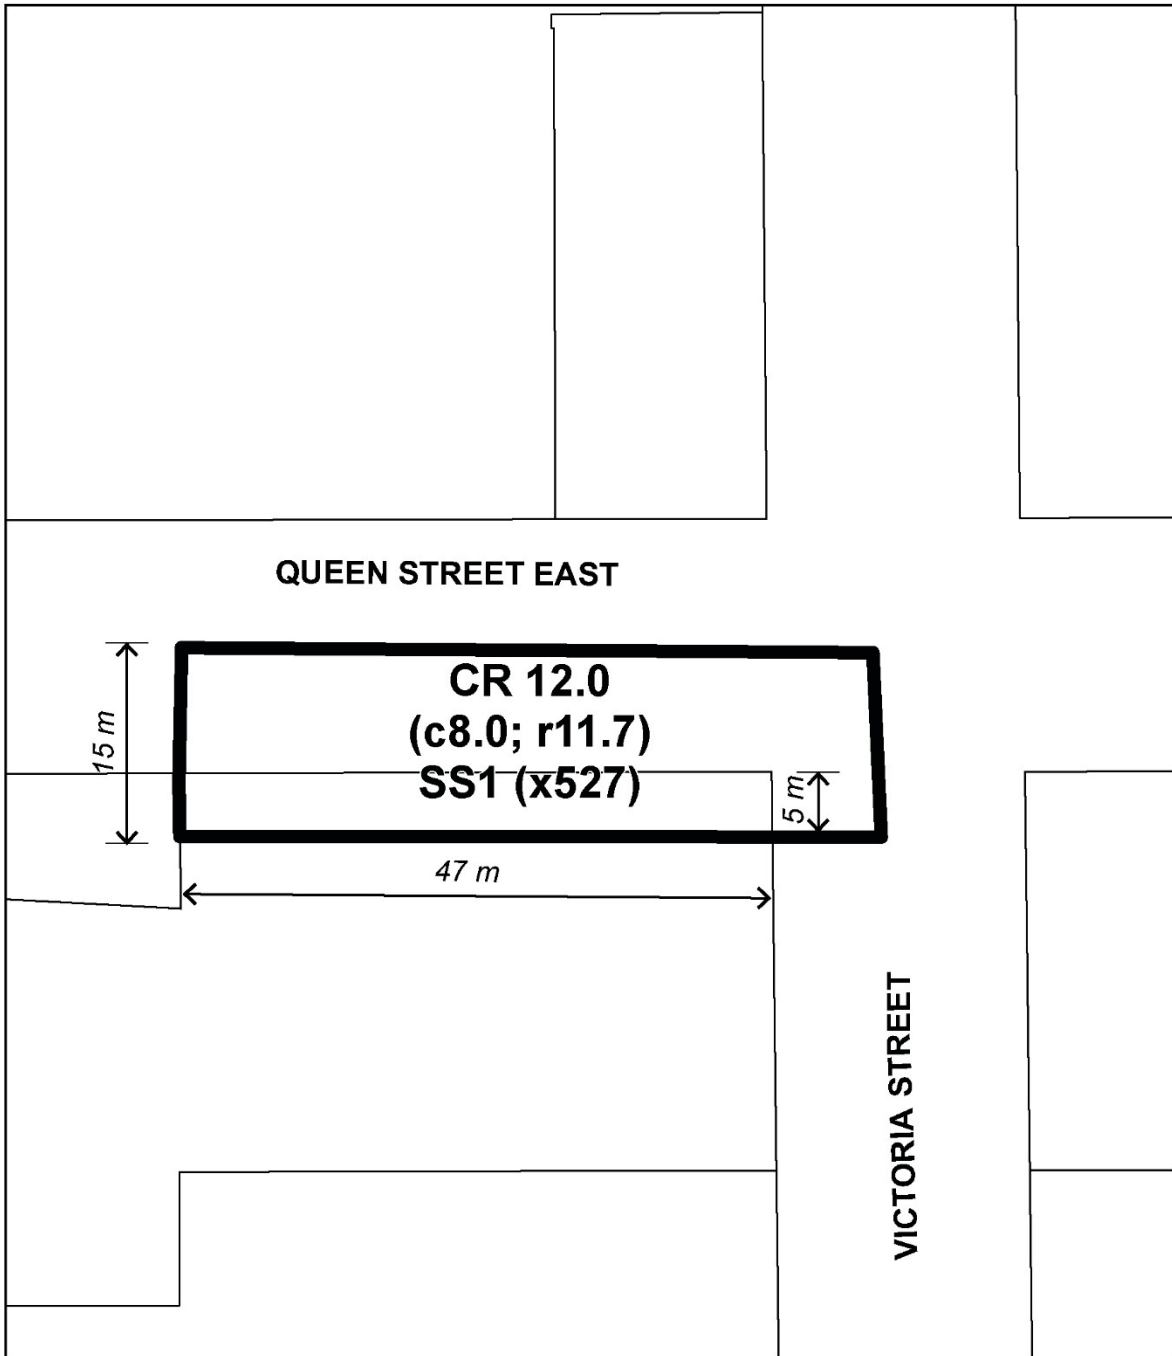 QUEEN STREET EAST
CR 12.0
(c8.0; r11.7)
SS1 (x527)
15 m
5 m
47 m
VICTORIA STREET